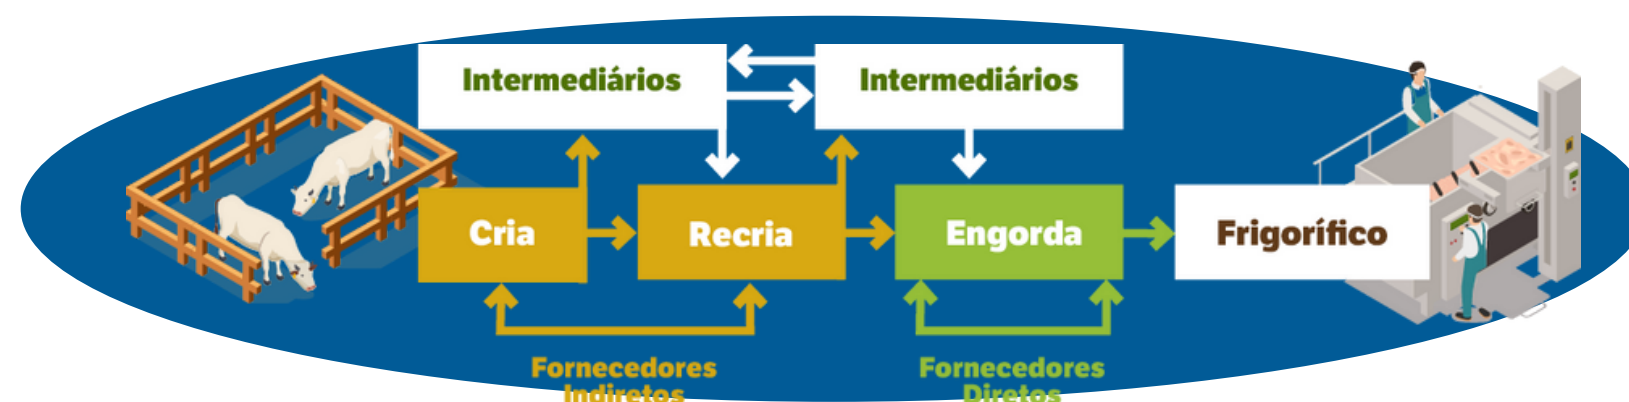 Intermediários
Intermediários
Cria
Recria
Engorda
Frigorífico
Fornecedores
Indiretos
Fornecedores
Diretos